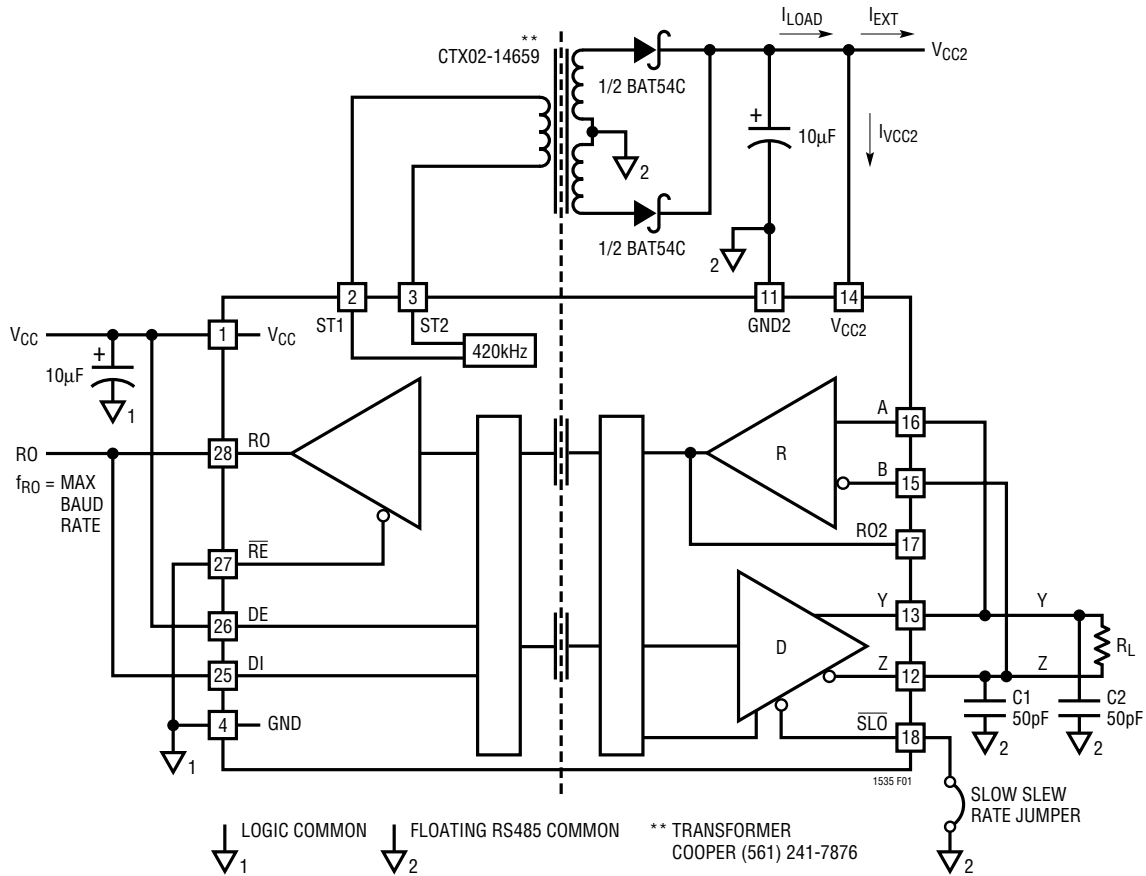 I_LOAD
I_EXT
**
CTX02-14659
V_CC2
1/2 BAT54C
+
10µF
I_VCC2
2
1/2 BAT54C
2
2
3
11
14
ST1
ST2
GND2
V_CC2
V_CC
1
V_CC
420kHz
+
10µF
1
A
16
RO
28
RO
R
f_RO = MAX
BAUD
RATE
B
15
RO2
17
27
R̅E̅
Y
13
Y
26
DE
D
R_L
25
DI
Z
12
Z
C1
50pF
C2
50pF
4
GND
S̅L̅O̅
18
2
2
1
1535 F01
SLOW SLEW
RATE JUMPER
LOGIC COMMON
1
FLOATING RS485 COMMON
2
** TRANSFORMER
COOPER (561) 241-7876
2